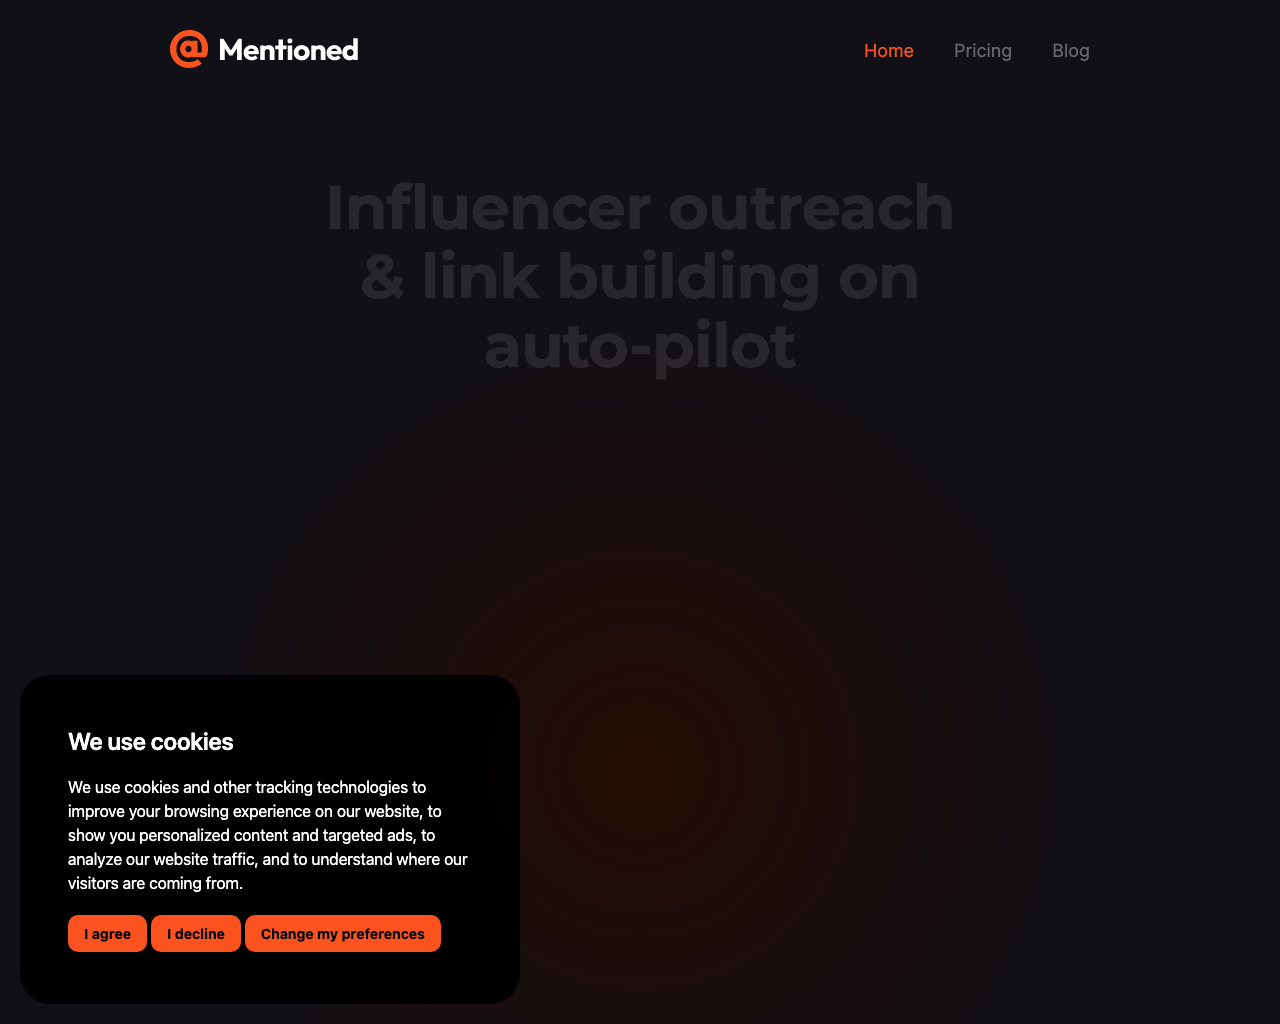 @ Mentioned
Home Pricing Blog
Influencer outreach
& link building on
auto-pilot
We use cookies
We use cookies and other tracking technologies to
improve your browsing experience on our website, to
show you personalized content and targeted ads, to
analyze our website traffic, and to understand where our
visitors are coming from.
I agree I decline Change my preferences